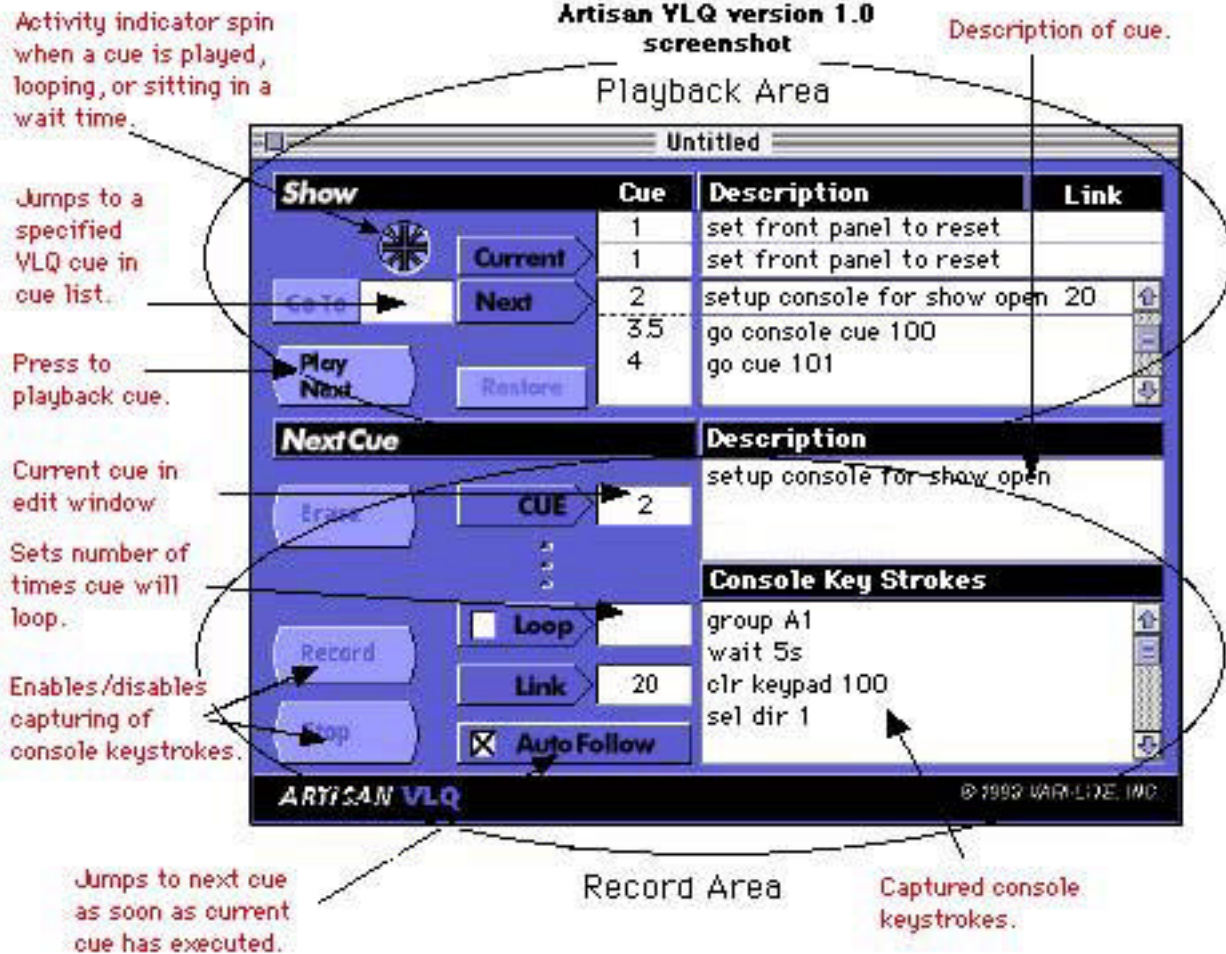 Artisan VLQ version 1.0
screenshot
Activity indicator spin
when a cue is played,
looping, or sitting in a
wait time.
Description of cue.
Playback Area
Untitled
Show Cue Description Link
1 set front panel to reset
Current 1 set front panel to reset
Jumps to a
specified
VLQ cue in
cue list.
Go To Next 2 setup console for show open 20
3.5 go console cue 100
4 go cue 101
Play
Next
Restore
Press to
playback cue.
Next Cue Description
setup console for show open
Current cue in
edit window
Erase CUE 2
Sets number of
times cue will
loop.
Console Key Strokes
Loop group A1
wait 5s
Record
Link 20 clr keypad 100
sel dir 1
Enables/disables
capturing of
console keystrokes.
Stop
Auto Follow
ARTISAN VLQ © 1993 VARI-LITE, INC.
Jumps to next cue
as soon as current
cue has executed.
Record Area
Captured console
keystrokes.